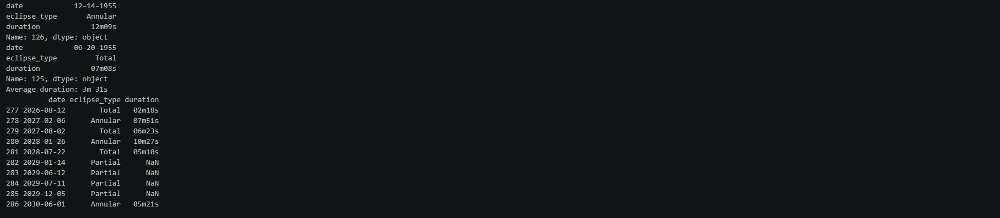 date            12-14-1955
eclipse_type       Annular
duration            12m09s
Name: 126, dtype: object
date            06-20-1955
eclipse_type         Total
duration            07m08s
Name: 125, dtype: object
Average duration: 3m 31s
          date eclipse_type duration
277 2026-08-12        Total   02m18s
278 2027-02-06      Annular   07m51s
279 2027-08-02        Total   06m23s
280 2028-01-26      Annular   10m27s
281 2028-07-22        Total   05m10s
282 2029-01-14      Partial      NaN
283 2029-06-12      Partial      NaN
284 2029-07-11      Partial      NaN
285 2029-12-05      Partial      NaN
286 2030-06-01      Annular   05m21s